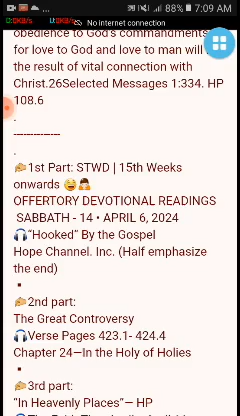 88% 7:09 AM
0:0KB/s U:0KB/s No internet connection
obedience to God's commandments
for love to God and love to man will
the result of vital connection with
Christ.26Selected Messages 1:334. HP
108.6
.
---------------
.
✍️1st Part: STWD | 15th Weeks
onwards 😄🙇
OFFERTORY DEVOTIONAL READINGS
SABBATH - 14 • APRIL 6, 2024
🎧“Hooked” By the Gospel
Hope Channel. Inc. (Half emphasize
the end)
▪️
✍️2nd part:
The Great Controversy
🎧Verse Pages 423.1- 424.4
Chapter 24—In the Holy of Holies
▪️
✍️3rd part:
"In Heavenly Places"— HP